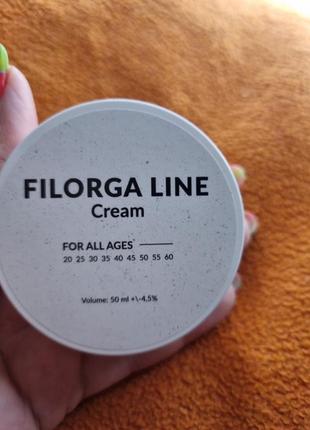 FILORGA LINE
Cream
FOR ALL AGES
20 25 30 35 40 45 50 55 60
Volume: 50 ml +\-4.5%